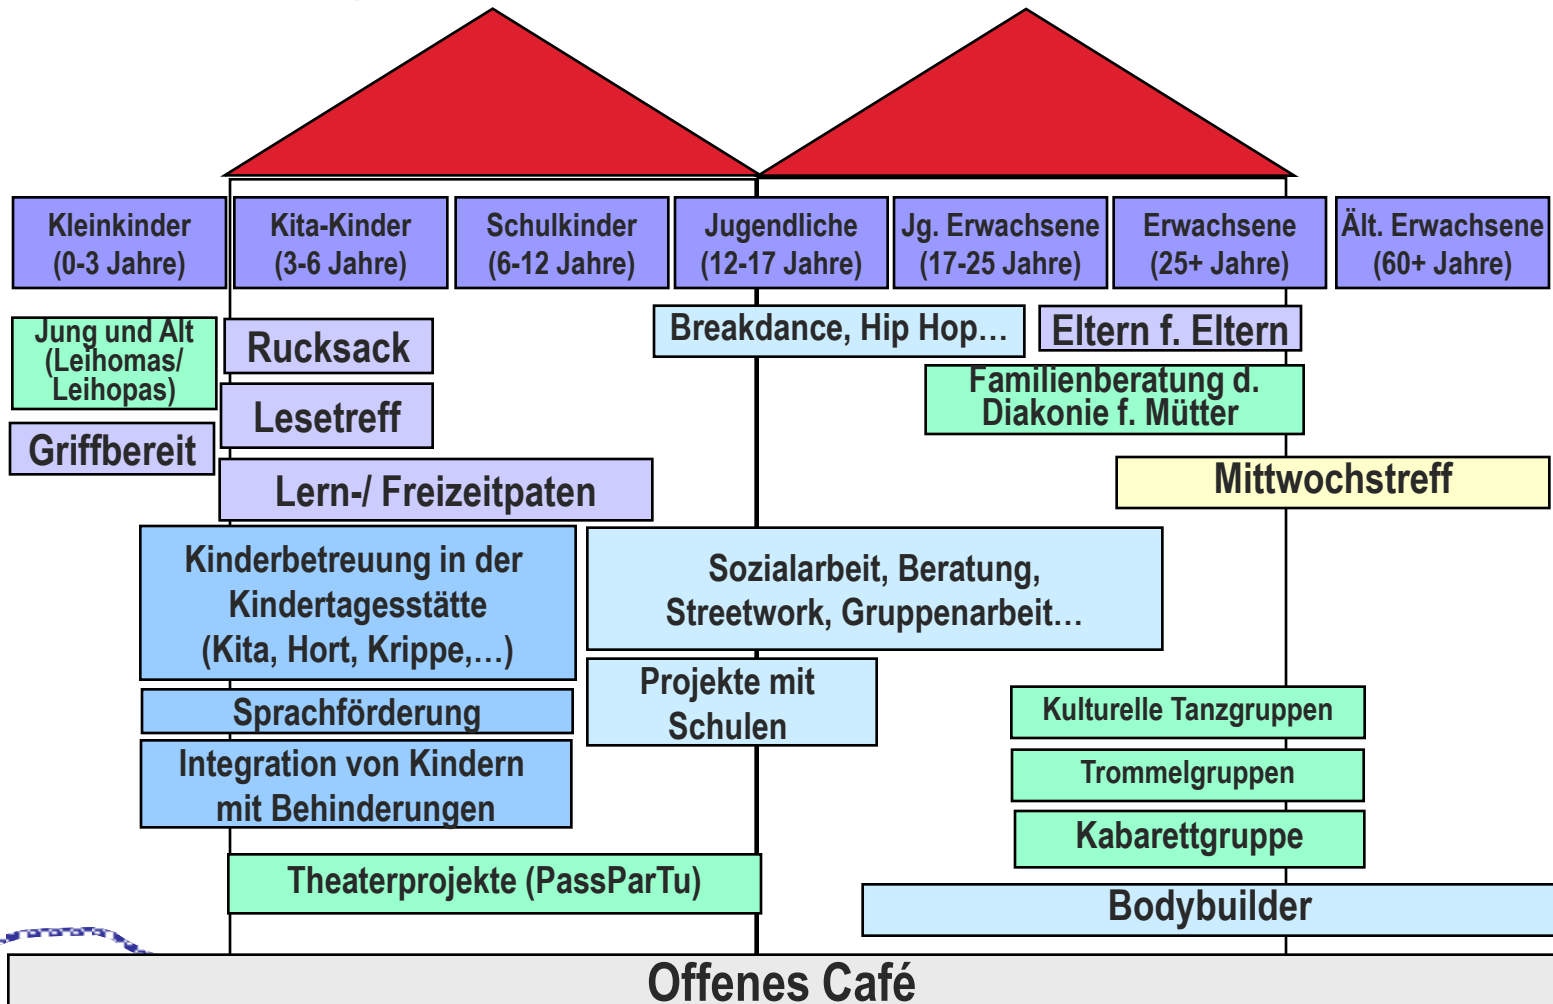 Kleinkinder
(0-3 Jahre)
Kita-Kinder
(3-6 Jahre)
Schulkinder
(6-12 Jahre)
Jugendliche
(12-17 Jahre)
Jg. Erwachsene
(17-25 Jahre)
Erwachsene
(25+ Jahre)
Ält. Erwachsene
(60+ Jahre)
Jung und Alt
(Leihomas/
Leihopas)
Rucksack
Breakdance, Hip Hop…
Eltern f. Eltern
Lesetreff
Familienberatung d.
Diakonie f. Mütter
Griffbereit
Lern-/ Freizeitpaten
Mittwochstreff
Kinderbetreuung in der
Kindertagesstätte
(Kita, Hort, Krippe,…)
Sozialarbeit, Beratung,
Streetwork, Gruppenarbeit…
Sprachförderung
Projekte mit
Schulen
Kulturelle Tanzgruppen
Integration von Kindern
mit Behinderungen
Trommelgruppen
Kabarettgruppe
Theaterprojekte (PassParTu)
Bodybuilder
Offenes Café